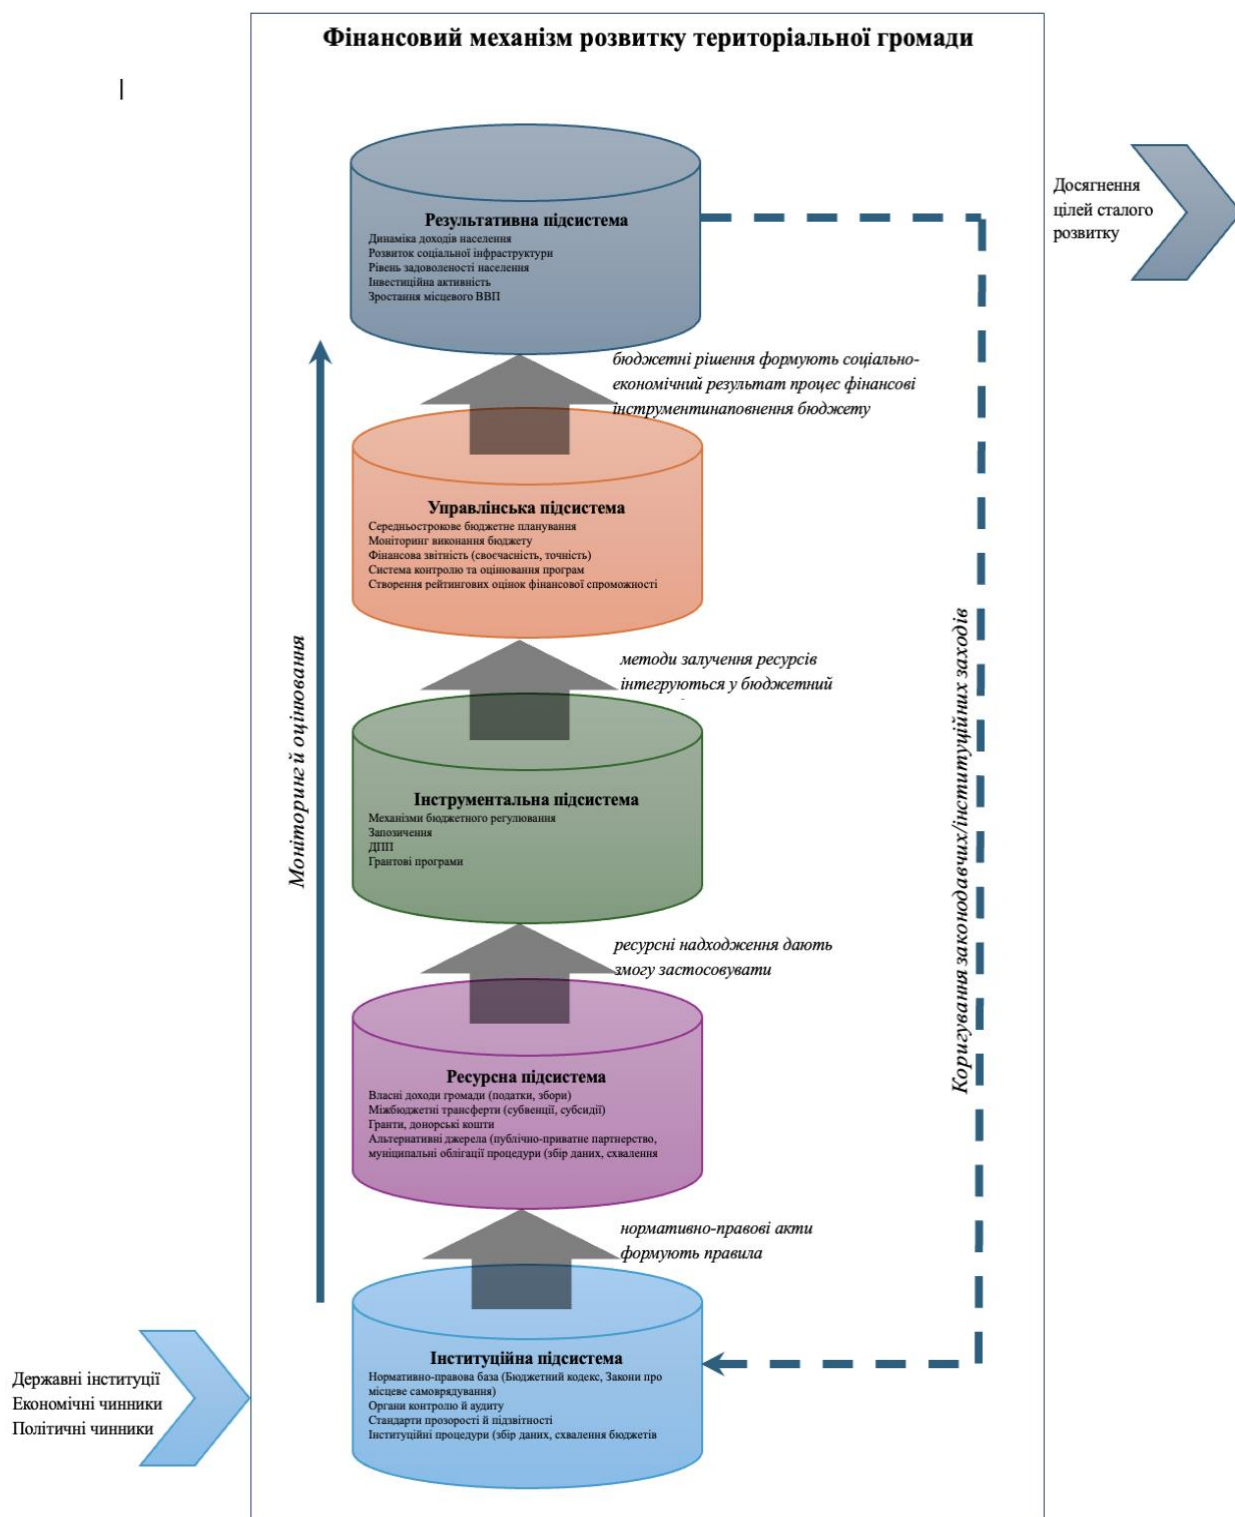 Фінансовий механізм розвитку територіальної громади
Досягнення
цілей сталого
розвитку
Результативна підсистема
Динаміка доходів населення
Розвиток соціальної інфраструктури
Рівень задоволеності населення
Інвестиційна активність
Зростання місцевого ВВП
бюджетні рішення формують соціально-
економічний результат процес фінансові
інструментинаповнення бюджету
Управлінська підсистема
Середньострокове бюджетне планування
Моніторинг виконання бюджету
Фінансова звітність (своєчасність, точність)
Система контролю та оцінювання програм
Створення рейтингових оцінок фінансової спроможності
методи залучення ресурсів
інтегруються у бюджетний
Моніторинг й оцінювання
Коригування законодавчих/інституційних заходів
Інструментальна підсистема
Механізми бюджетного регулювання
Запозичення
ДПП
Грантові програми
ресурсні надходження дають
змогу застосовувати
Ресурсна підсистема
Власні доходи громади (податки, збори)
Міжбюджетні трансферти (субвенції, субсидії)
Гранти, донорські кошти
Альтернативні джерела (публічно-приватне партнерство,
муніципальні облігації процедури (збір даних, схвалення
нормативно-правові акти
формують правила
Інституційна підсистема
Нормативно-правова база (Бюджетний кодекс, Закони про
місцеве самоврядування)
Органи контролю й аудиту
Стандарти прозорості й підзвітності
Інституційні процедури (збір даних, схвалення бюджетів
Державні інституції
Економічні чинники
Політичні чинники